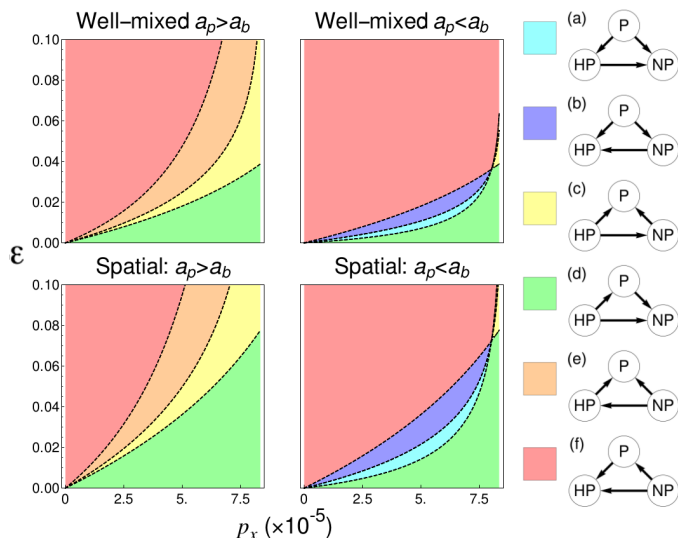 Well–mixed a_p>a_b
Well–mixed a_p<a_b
0.10
0.08
0.06
0.04
0.02
0.00
ε
Spatial: a_p>a_b
Spatial: a_p<a_b
0.10
0.08
0.06
0.04
0.02
0.00
0
2.5
5.
7.5
0
2.5
5.
7.5
p_x (×10^-5)
(a)
P
HP
NP
(b)
P
HP
NP
(c)
P
HP
NP
(d)
P
HP
NP
(e)
P
HP
NP
(f)
P
HP
NP